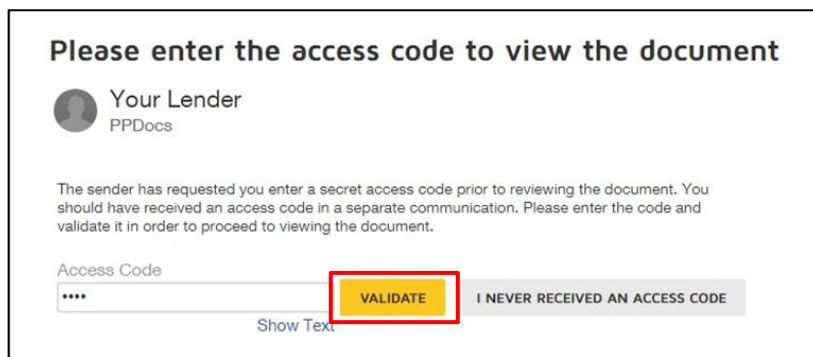 Please enter the access code to view the document
Your Lender
PPDocs
The sender has requested you enter a secret access code prior to reviewing the document. You
should have received an access code in a separate communication. Please enter the code and
validate it in order to proceed to viewing the document.
Access Code
•••• VALIDATE I NEVER RECEIVED AN ACCESS CODE
Show Text